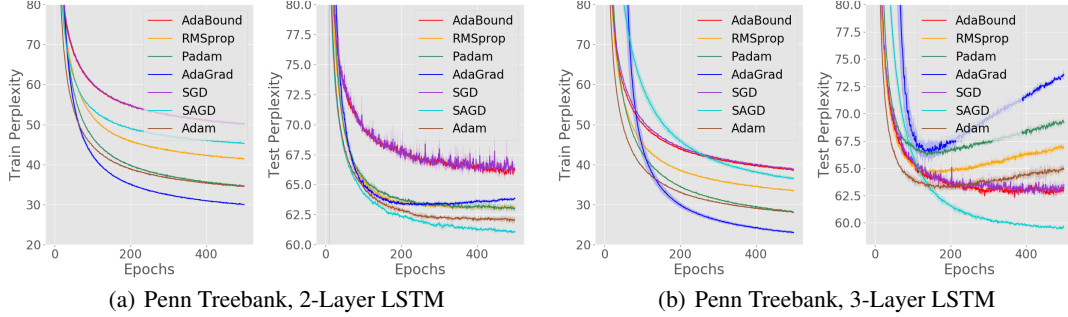 80
70
60
50
40
30
20
0
200
400
Train Perplexity
Epochs
AdaBound
RMSprop
Padam
AdaGrad
SGD
SAGD
Adam
80.0
77.5
75.0
72.5
70.0
67.5
65.0
62.5
60.0
0
200
400
Test Perplexity
Epochs
AdaBound
RMSprop
Padam
AdaGrad
SGD
SAGD
Adam
(a) Penn Treebank, 2-Layer LSTM
80
70
60
50
40
30
20
0
200
400
Train Perplexity
Epochs
AdaBound
RMSprop
Padam
AdaGrad
SGD
SAGD
Adam
80.0
77.5
75.0
72.5
70.0
67.5
65.0
62.5
60.0
0
200
400
Test Perplexity
Epochs
AdaBound
RMSprop
Padam
AdaGrad
SGD
SAGD
Adam
(b) Penn Treebank, 3-Layer LSTM